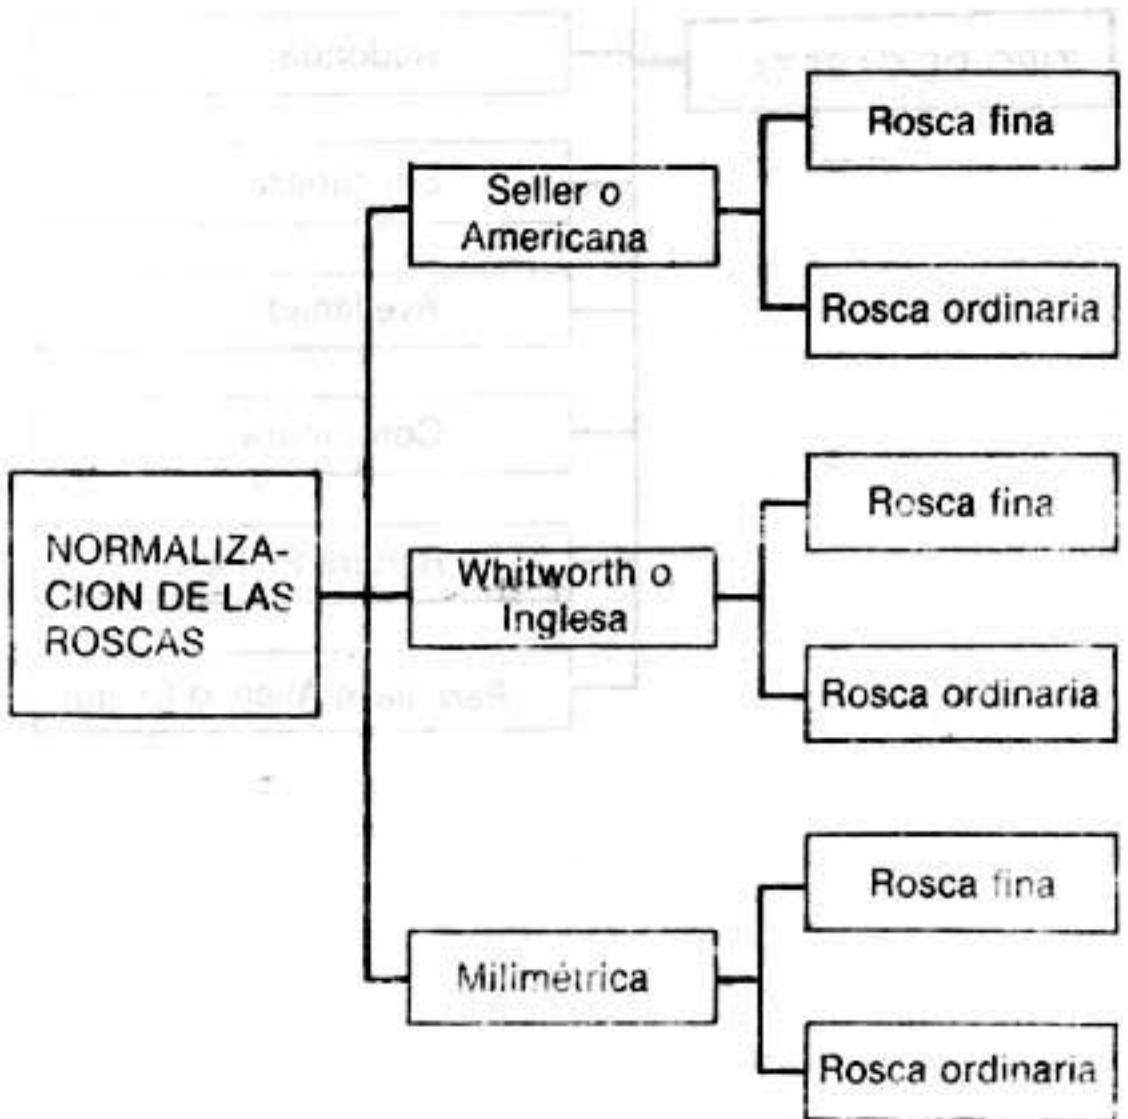 NORMALIZA-
CION DE LAS
ROSCAS
Seller o
Americana
Rosca fina
Rosca ordinaria
Whitworth o
Inglesa
Rosca fina
Rosca ordinaria
Milimétrica
Rosca fina
Rosca ordinaria